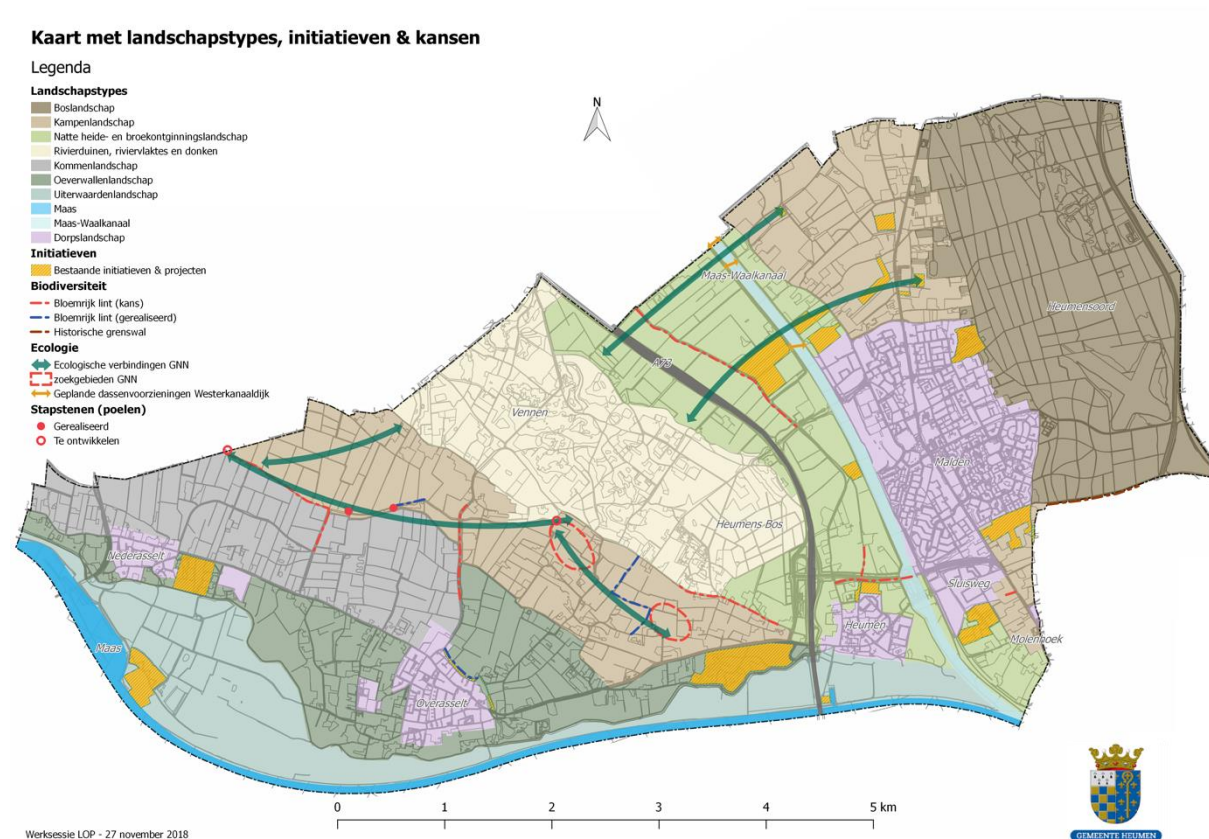 Kaart met landschapstypes, initiatieven & kansen
Legenda
Landschapstypes
Boslandschap
Kampenlandschap
Natte heide- en broekontginningslandschap
Rivierduinen, riviervlaktes en donken
Kommenlandschap
Oeverwallenlandschap
Uiterwaardenlandschap
Maas
Maas-Waalkanaal
Dorpslandschap
Initiatieven
Bestaande initiatieven & projecten
Biodiversiteit
Bloemrijk lint (kans)
Bloemrijk lint (gerealiseerd)
Historische grenswal
Ecologie
Ecologische verbindingen GNN
zoekgebieden GNN
Geplande dassenvoorzieningen Westerkanaaldijk
Stapstenen (poelen)
Gerealiseerd
Te ontwikkelen
N
Maas-Waalkanaal
Heumensoord
A73
Vennen
Malden
Heumens Bos
Nederasselt
Sluisweg
Heumen
Molenhoek
Maas
Overasselt
0 1 2 3 4 5 km
GEMEENTE HEUMEN
Werksessie LOP - 27 november 2018